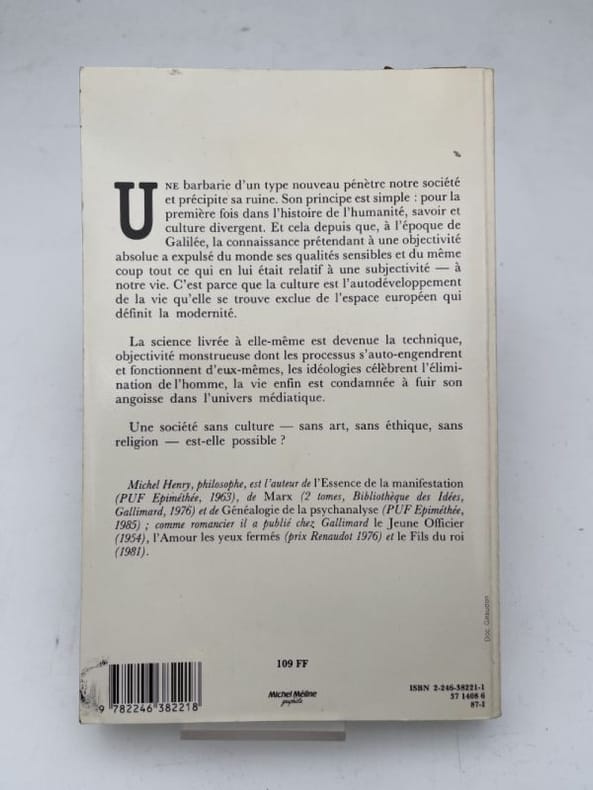 UNE barbarie d'un type nouveau pénètre notre société
et précipite sa ruine. Son principe est simple : pour la
première fois dans l'histoire de l'humanité, savoir et
culture divergent. Et cela depuis que, à l'époque de
Galilée, la connaissance prétendant à une objectivité
absolue a expulsé du monde ses qualités sensibles et du même
coup tout ce qui en lui était relatif à une subjectivité — à
notre vie. C'est parce que la culture est l'autodéveloppement
de la vie qu'elle se trouve exclue de l'espace européen qui
définit la modernité.
La science livrée à elle-même est devenue la technique,
objectivité monstrueuse dont les processus s'auto-engendrent
et fonctionnent d'eux-mêmes, les idéologies célèbrent l'élimi-
nation de l'homme, la vie enfin est condamnée à fuir son
angoisse dans l'univers médiatique.
Une société sans culture — sans art, sans éthique, sans
religion — est-elle possible ?
Michel Henry, philosophe, est l'auteur de l'Essence de la manifestation
(PUF Epiméthée, 1963), de Marx (2 tomes, Bibliothèque des Idées,
Gallimard, 1976) et de Généalogie de la psychanalyse (PUF Epiméthée,
1985) ; comme romancier il a publié chez Gallimard le Jeune Officier
(1954), l'Amour les yeux fermés (prix Renaudot 1976) et le Fils du roi
(1981).
Doc. Giraudon
109 FF
Michel Méline
ISBN 2-246-38221-1
37 1408 6
87-1
9 782246 382218